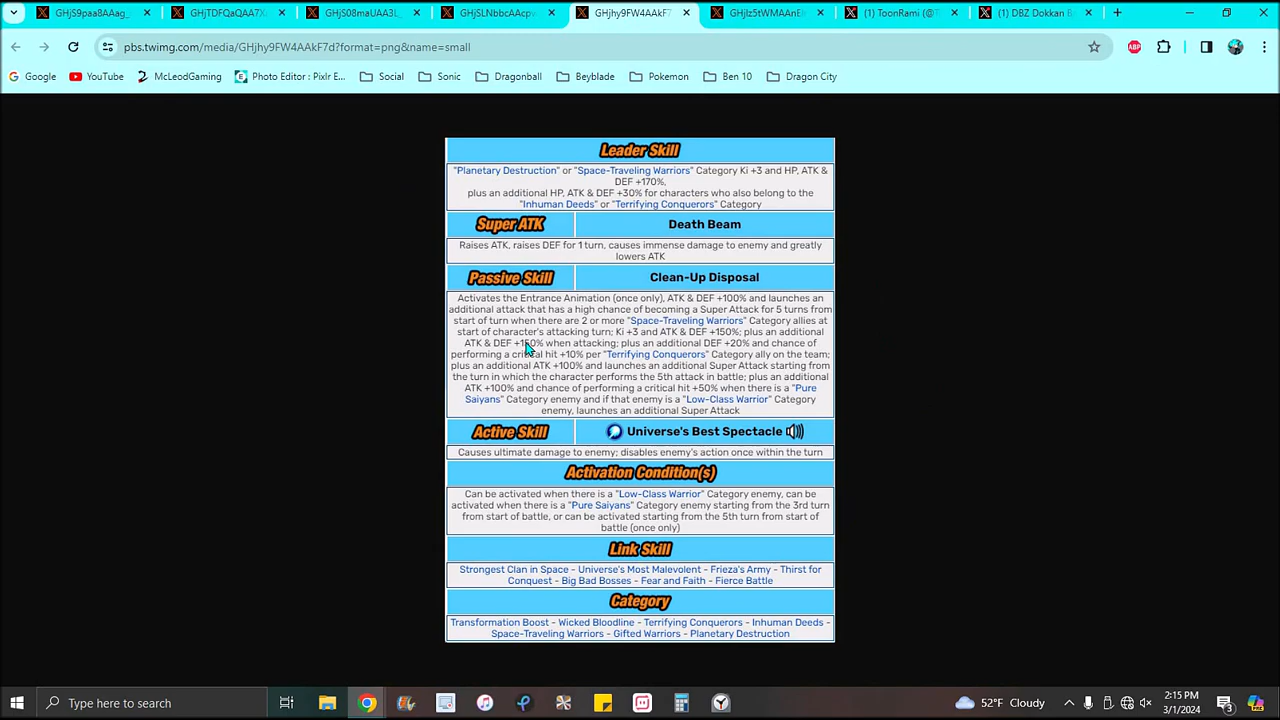 GHjS9paa8AAag_
GHjTDFQaQAA7X
GHjS08maUAA3L_
GHjSLNbbcAAcpv
GHjhy9FW4AAkF7
GHjIz5tWMAAnEI
(1) ToonRami (@T
(1) DBZ Dokkan B
pbs.twimg.com/media/GHjhy9FW4AAkF7d?format=png&name=small
Google YouTube McLeodGaming Photo Editor : Pixlr E... Social Sonic Dragonball Beyblade Pokemon Ben 10 Dragon City
Leader Skill
"Planetary Destruction" or "Space-Traveling Warriors" Category Ki +3 and HP, ATK &
DEF +170%,
plus an additional HP, ATK & DEF +30% for characters who also belong to the
"Inhuman Deeds" or "Terrifying Conquerors" Category
Super ATK Death Beam
Raises ATK, raises DEF for 1 turn, causes immense damage to enemy and greatly
lowers ATK
Passive Skill Clean-Up Disposal
Activates the Entrance Animation (once only), ATK & DEF +100% and launches an
additional attack that has a high chance of becoming a Super Attack for 5 turns from
start of turn when there are 2 or more "Space-Traveling Warriors" Category allies at
start of character's attacking turn; Ki +3 and ATK & DEF +150%; plus an additional
ATK & DEF +150% when attacking; plus an additional DEF +20% and chance of
performing a critical hit +10% per "Terrifying Conquerors" Category ally on the team;
plus an additional ATK +100% and launches an additional Super Attack starting from
the turn in which the character performs the 5th attack in battle; plus an additional
ATK +100% and chance of performing a critical hit +50% when there is a "Pure
Saiyans" Category enemy and if that enemy is a "Low-Class Warrior" Category
enemy, launches an additional Super Attack
Active Skill Universe's Best Spectacle
Causes ultimate damage to enemy; disables enemy's action once within the turn
Activation Condition(s)
Can be activated when there is a "Low-Class Warrior" Category enemy, can be
activated when there is a "Pure Saiyans" Category enemy starting from the 3rd turn
from start of battle, or can be activated starting from the 5th turn from start of
battle (once only)
Link Skill
Strongest Clan in Space - Universe's Most Malevolent - Frieza's Army - Thirst for
Conquest - Big Bad Bosses - Fear and Faith - Fierce Battle
Category
Transformation Boost - Wicked Bloodline - Terrifying Conquerors - Inhuman Deeds -
Space-Traveling Warriors - Gifted Warriors - Planetary Destruction
Type here to search
52°F Cloudy
2:15 PM
3/1/2024
3